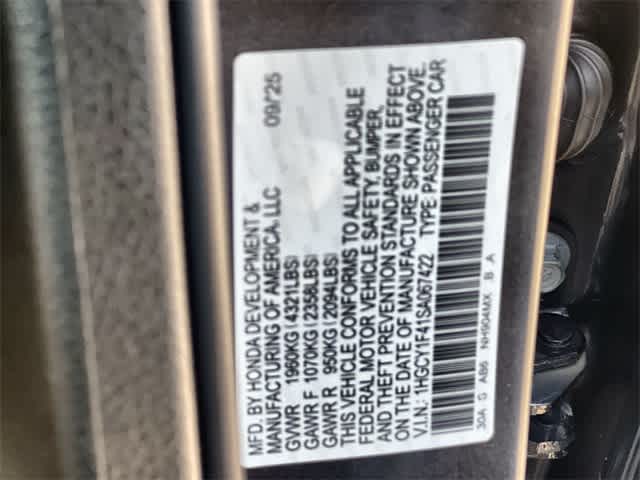 MFD. BY HONDA DEVELOPMENT &
MANUFACTURING OF AMERICA, LLC 09/25
GVWR 1960KG (4321LBS)
GAWR F 1070KG (2358LBS)
GAWR R 950KG (2094LBS)
THIS VEHICLE CONFORMS TO ALL APPLICABLE
FEDERAL MOTOR VEHICLE SAFETY, BUMPER,
AND THEFT PREVENTION STANDARDS IN EFFECT
ON THE DATE OF MANUFACTURE SHOWN ABOVE.
V.I.N.: 1HGCY1F41SA067422 TYPE: PASSENGER CAR
30A G AB6 NH904MX B A